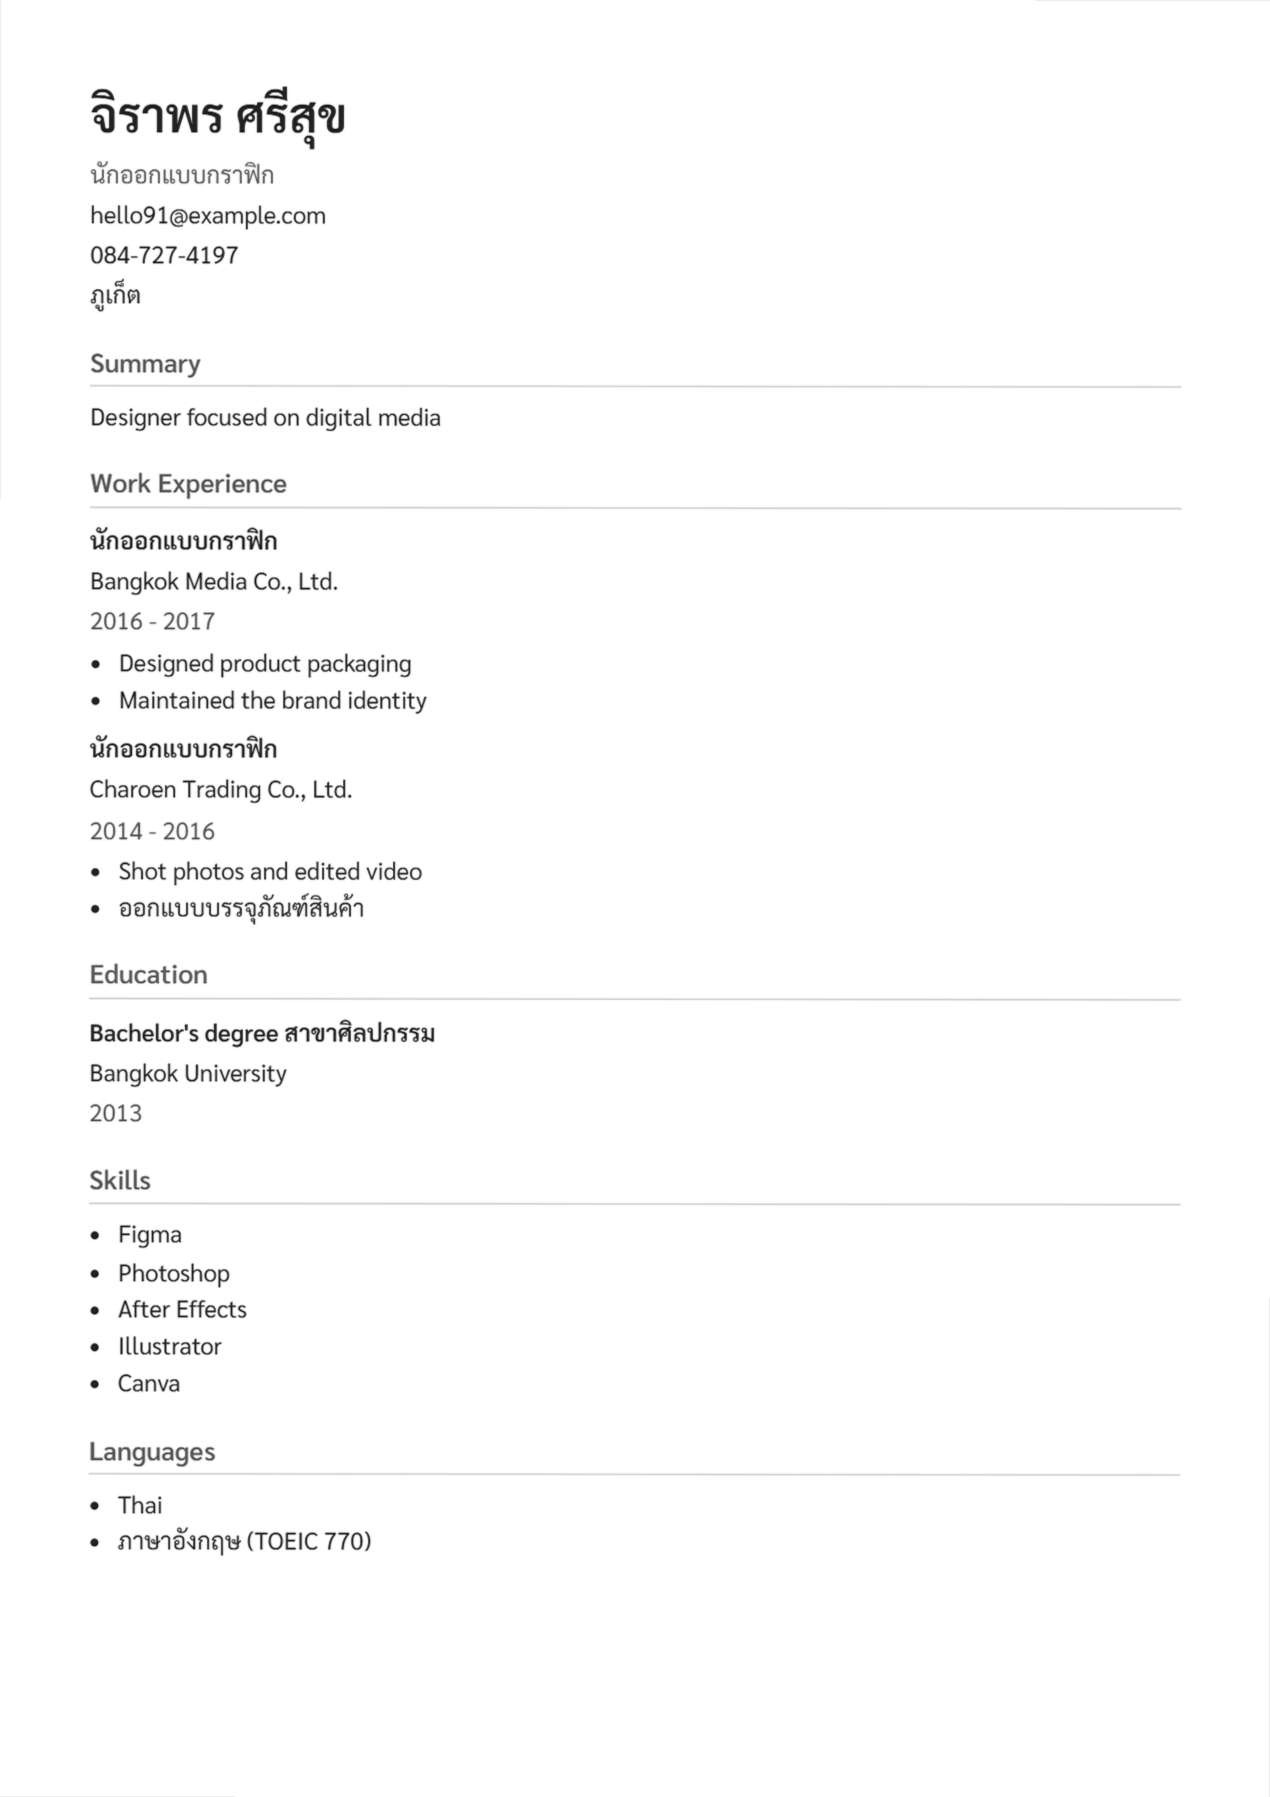 จิราพร ศรีสุข
นักออกแบบกราฟิก
hello91@example.com
084-727-4197
ภูเก็ต
Summary
Designer focused on digital media
Work Experience
นักออกแบบกราฟิก
Bangkok Media Co., Ltd.
2016 - 2017
• Designed product packaging
• Maintained the brand identity
นักออกแบบกราฟิก
Charoen Trading Co., Ltd.
2014 - 2016
• Shot photos and edited video
• ออกแบบบรรจุภัณฑ์สินค้า
Education
Bachelor's degree สาขาศิลปกรรม
Bangkok University
2013
Skills
• Figma
• Photoshop
• After Effects
• Illustrator
• Canva
Languages
• Thai
• ภาษาอังกฤษ (TOEIC 770)